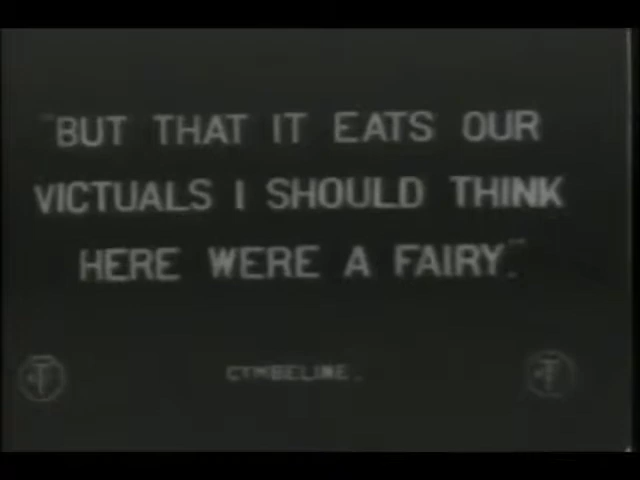 "BUT THAT IT EATS OUR
VICTUALS I SHOULD THINK
HERE WERE A FAIRY."
CYMBELINE.
T T